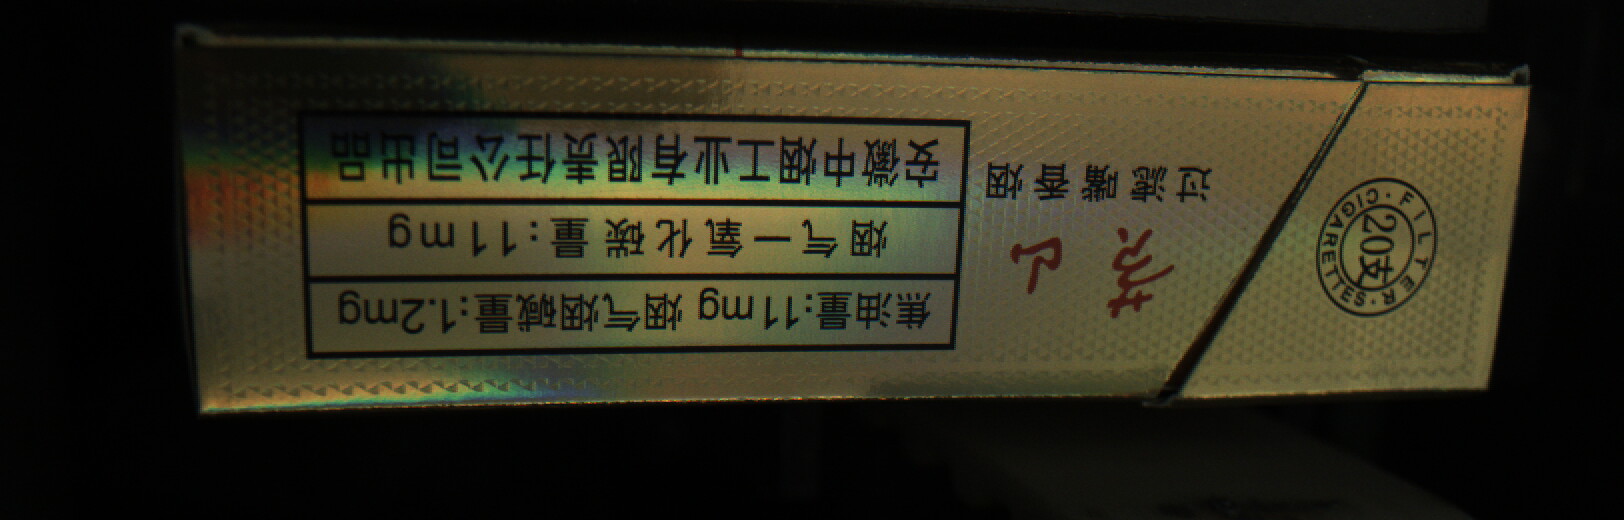 焦油量:11mg 烟气烟碱量:1.2mg
烟气一氧化碳量:11mg
安徽中烟工业有限责任公司出品
黄山
过滤嘴香烟
FILTER·CIGARETTES·
20支